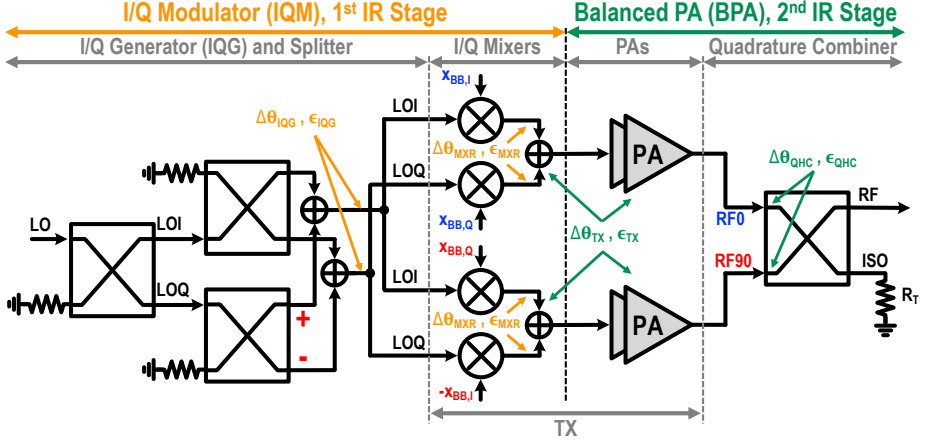 I/Q Modulator (IQM), 1st IR Stage
Balanced PA (BPA), 2nd IR Stage
I/Q Generator (IQG) and Splitter
I/Q Mixers
PAs
Quadrature Combiner
xBB,I
LOI
ΔθIQG , ϵIQG
ΔθMXR , ϵMXR
PA
ΔθQHC , ϵQHC
LOQ
RF0
RF
LO
LOI
xBB,Q
xBB,Q
ΔθTX , ϵTX
RF90
ISO
LOI
LOQ
RT
+
ΔθMXR , ϵMXR
PA
-
LOQ
-xBB,I
TX